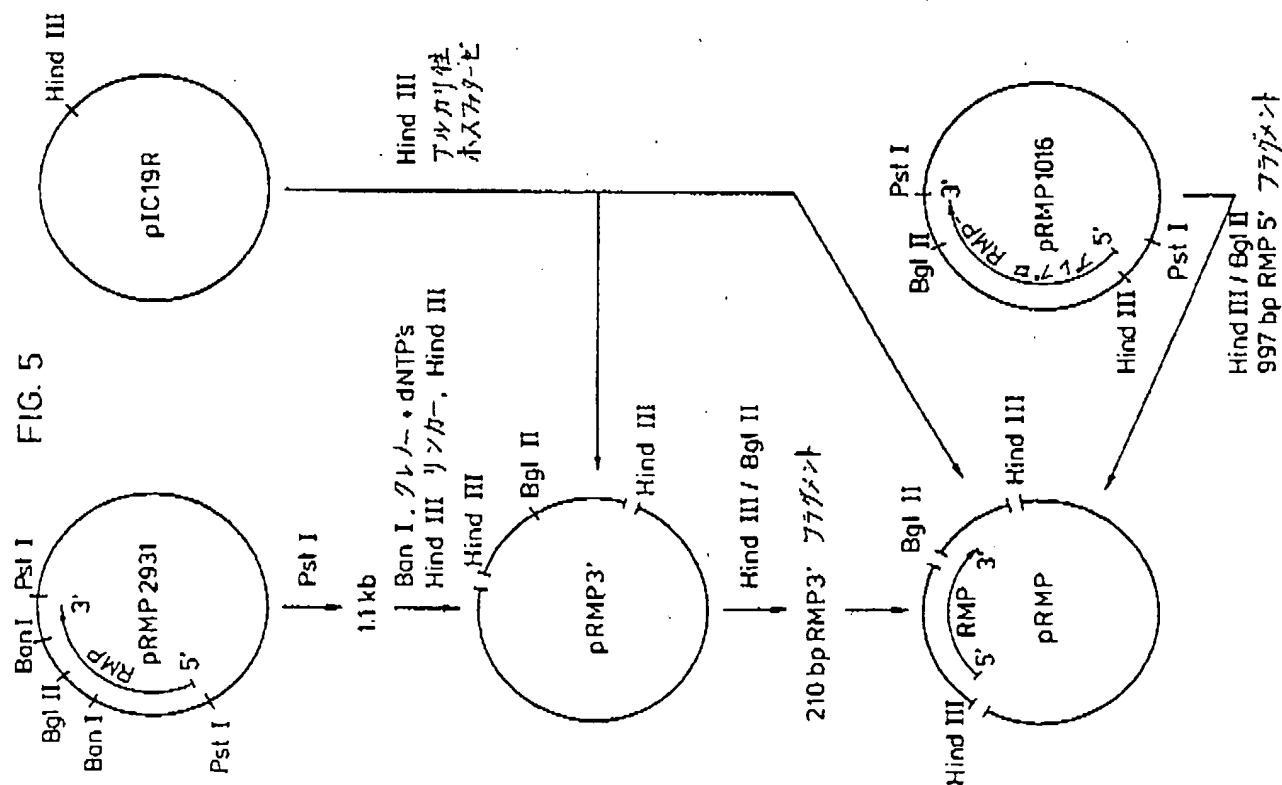 FIG. 5
pRMP2931
Pst I
Ban I
Bgl II
Ban I
Pst I
RMP
3'
5'
Pst I
1.1 kb
Ban I, クレノー + dNTP's
Hind III リンカー, Hind III
pIC19R
Hind III
Hind III
アルカリ性
ホスファターゼ
pRMP3'
Hind III
Bgl II
Hind III
Hind III / Bgl II
210 bp RMP3' フラグメント
pRMP1016
Pst I
Bgl II
3'
RMP-
プレプロ
5'
Hind III
Pst I
Hind III / Bgl II
997 bp RMP 5' フラグメント
Hind III
Bgl II
Hind III
5'
RMP
3'
pRMP